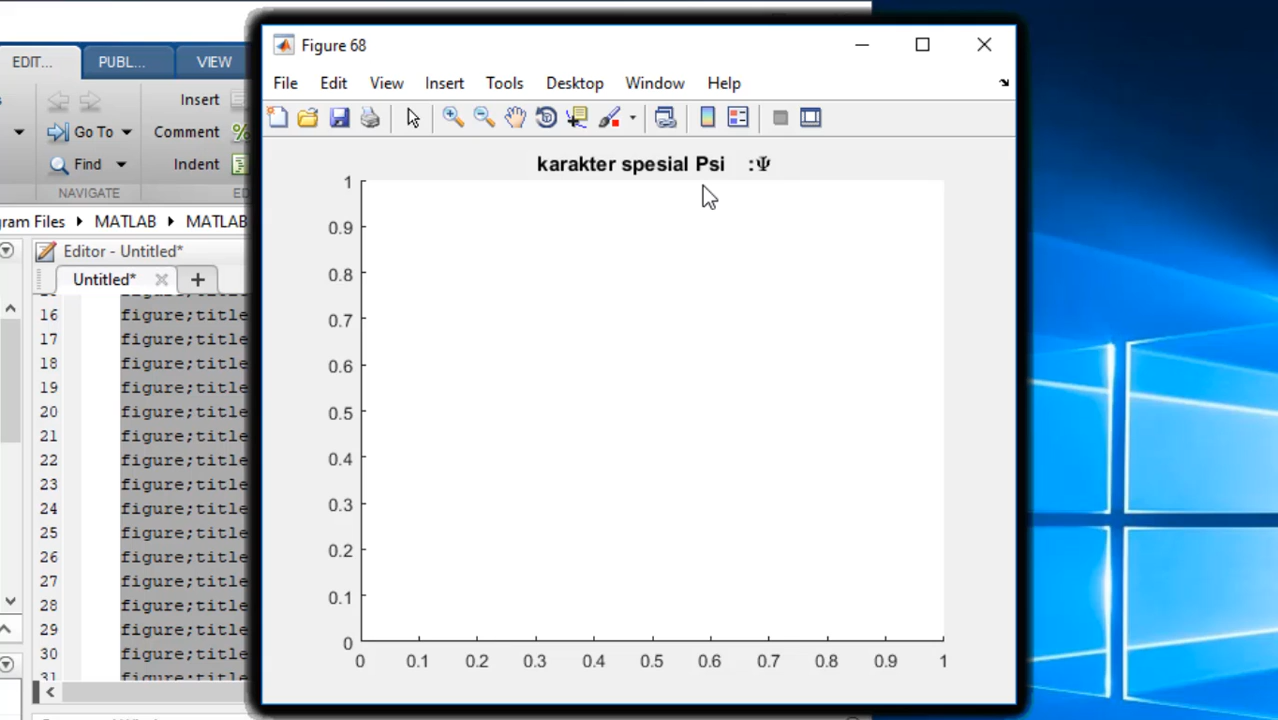 Figure 68
EDIT... PUBL... VIEW
File Edit View Insert Tools Desktop Window Help
Insert
Go To Comment
Find Indent
NAVIGATE
ram Files MATLAB MATLAB
Editor - Untitled*
Untitled* +
16 figure;title
17 figure;title
18 figure;title
19 figure;title
20 figure;title
21 figure;title
22 figure;title
23 figure;title
24 figure;title
25 figure;title
26 figure;title
27 figure;title
28 figure;title
29 figure;title
30 figure;title
31 figure;title
karakter spesial Psi :Ψ
1
0.9
0.8
0.7
0.6
0.5
0.4
0.3
0.2
0.1
0
0 0.1 0.2 0.3 0.4 0.5 0.6 0.7 0.8 0.9 1